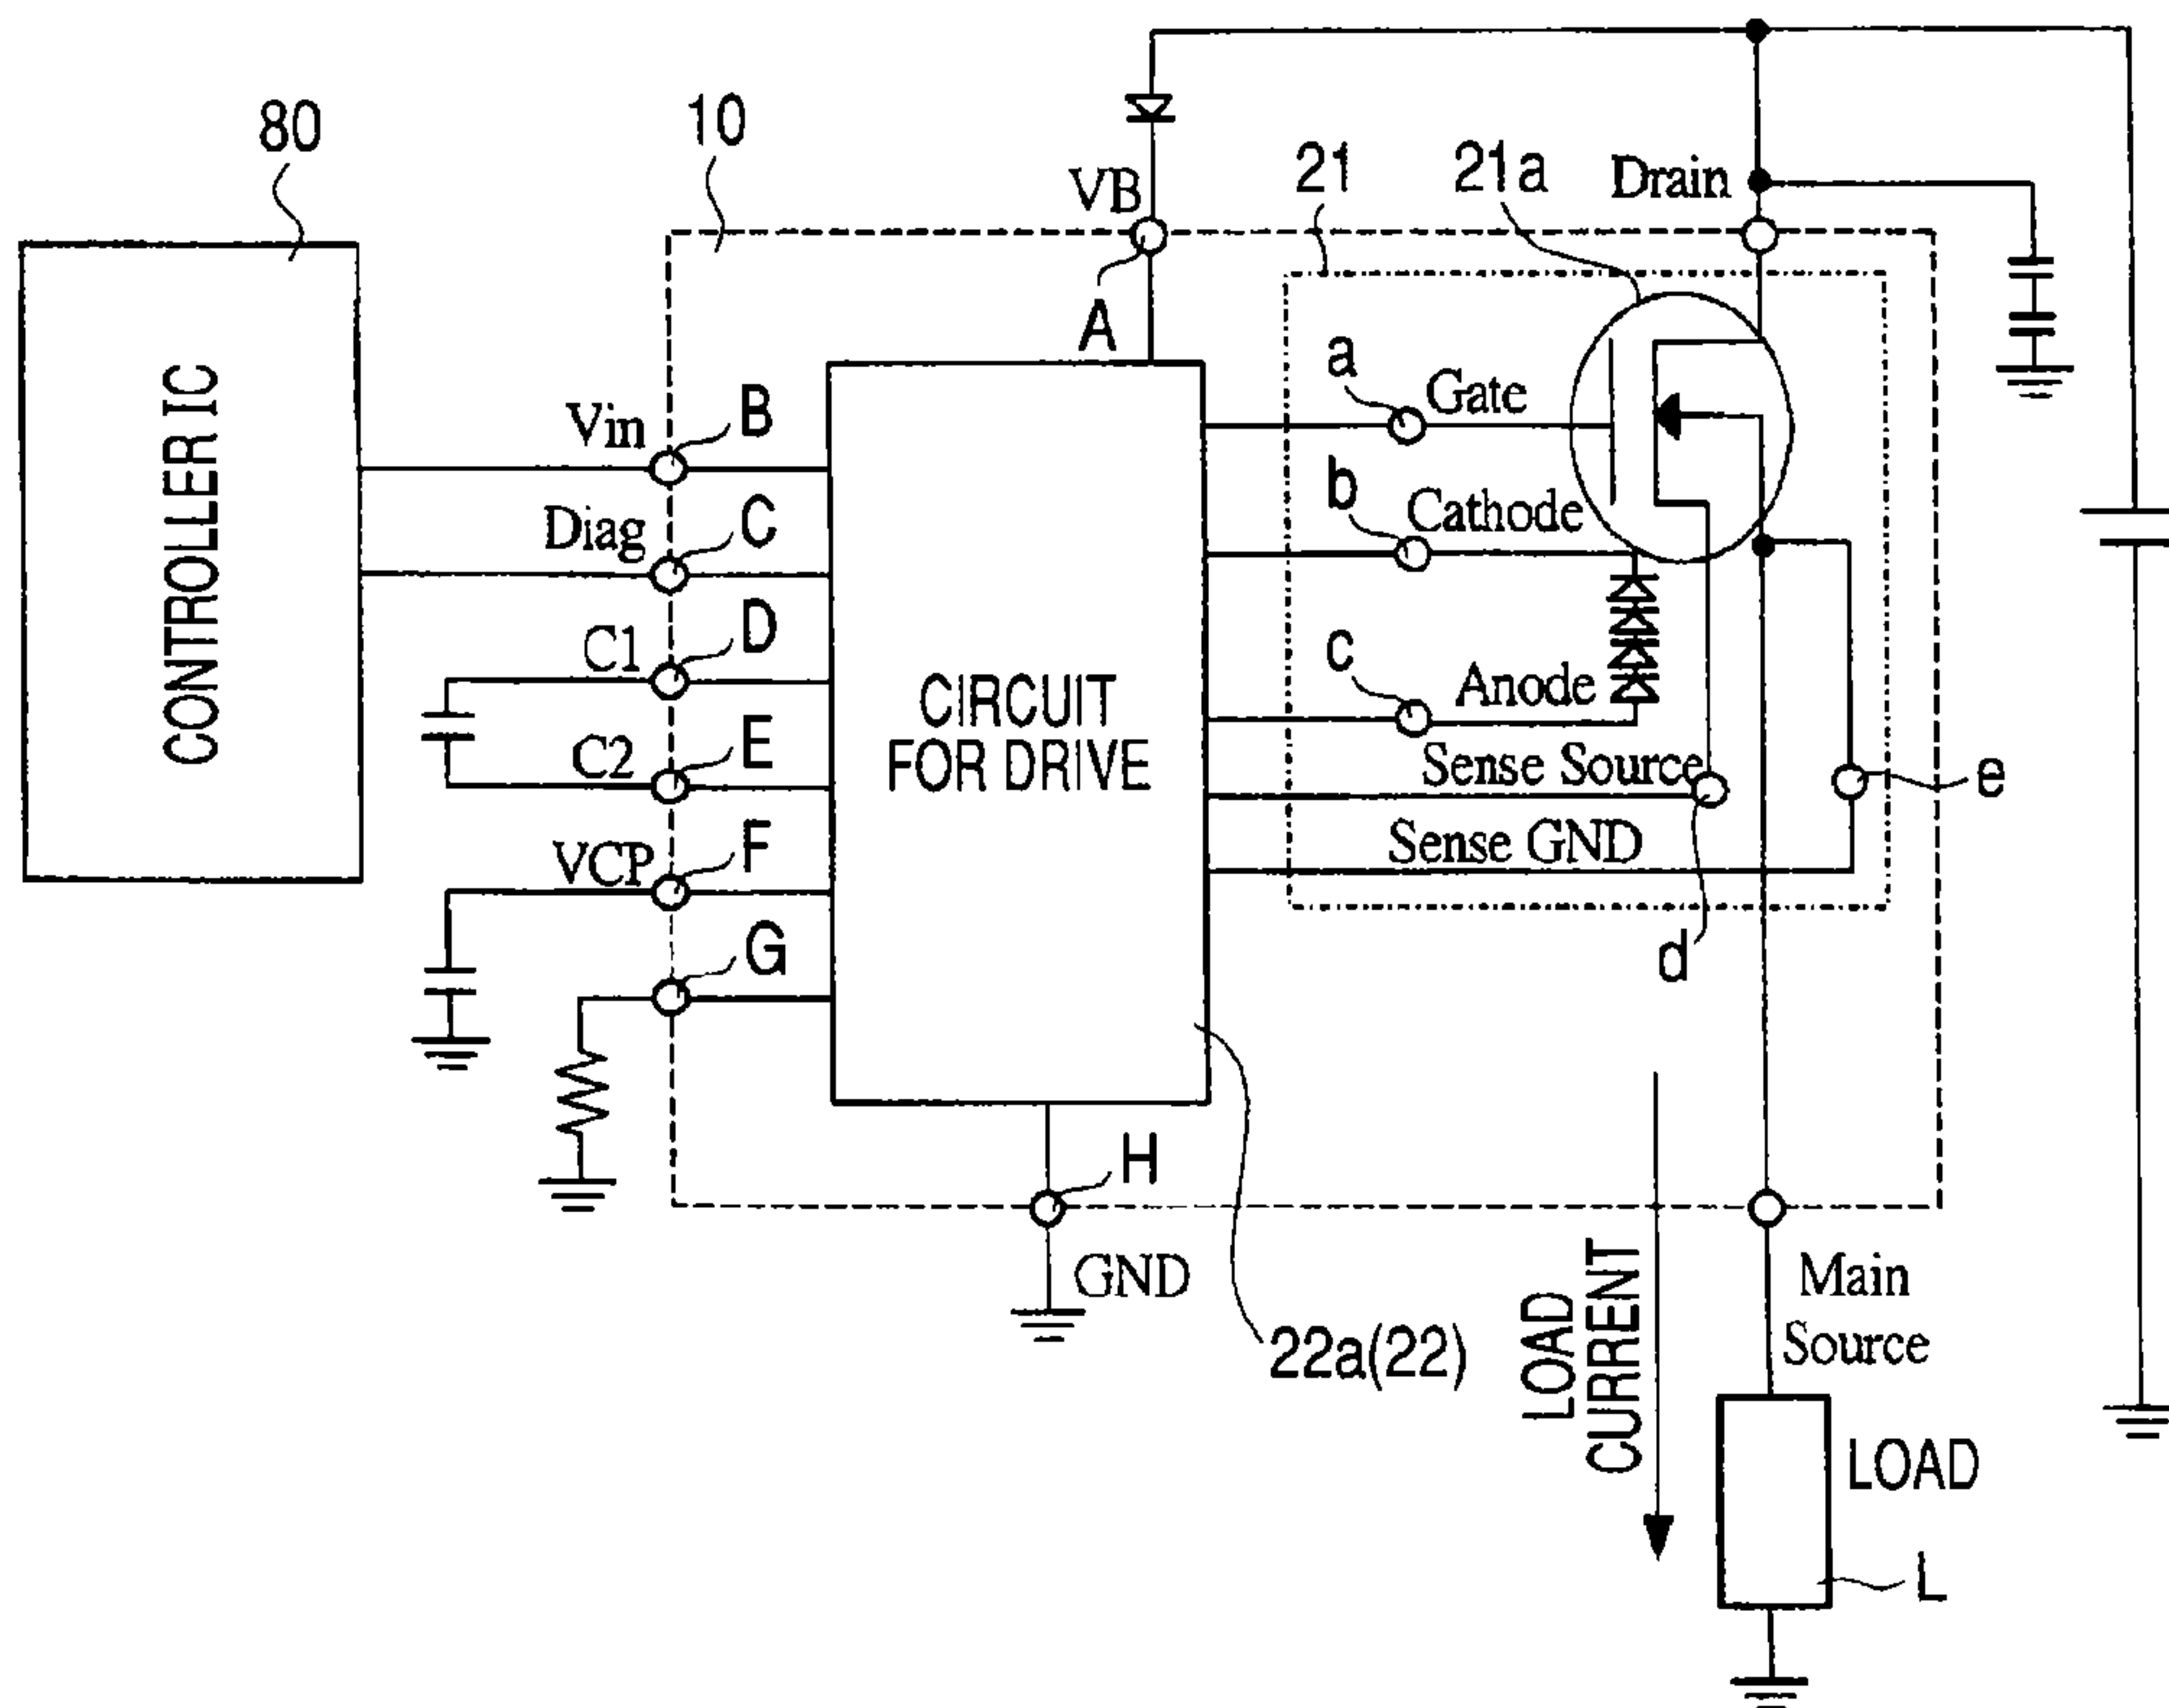 80
10
VB
21
21a
Drain
A
CONTROLLER IC
Vin
B
a
Gate
Diag
C
b
Cathode
C1
D
c
Anode
CIRCUIT
FOR DRIVE
C2
E
Sense Source
e
VCP
F
Sense GND
G
d
H
GND
22a(22)
LOAD
CURRENT
Main
Source
LOAD
L